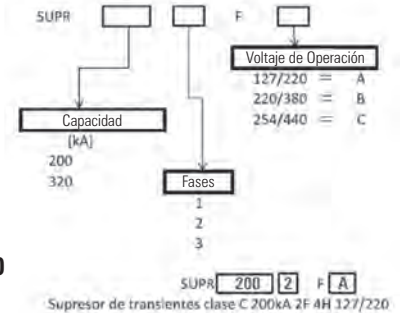 SUPR F
Voltaje de Operación
127/220 = A
220/380 = B
254/440 = C
Capacidad
[kA]
200
320
Fases
1
2
3
SUPR 200 2 F A
Supresor de transientes clase C 200kA 2F 4H 127/220